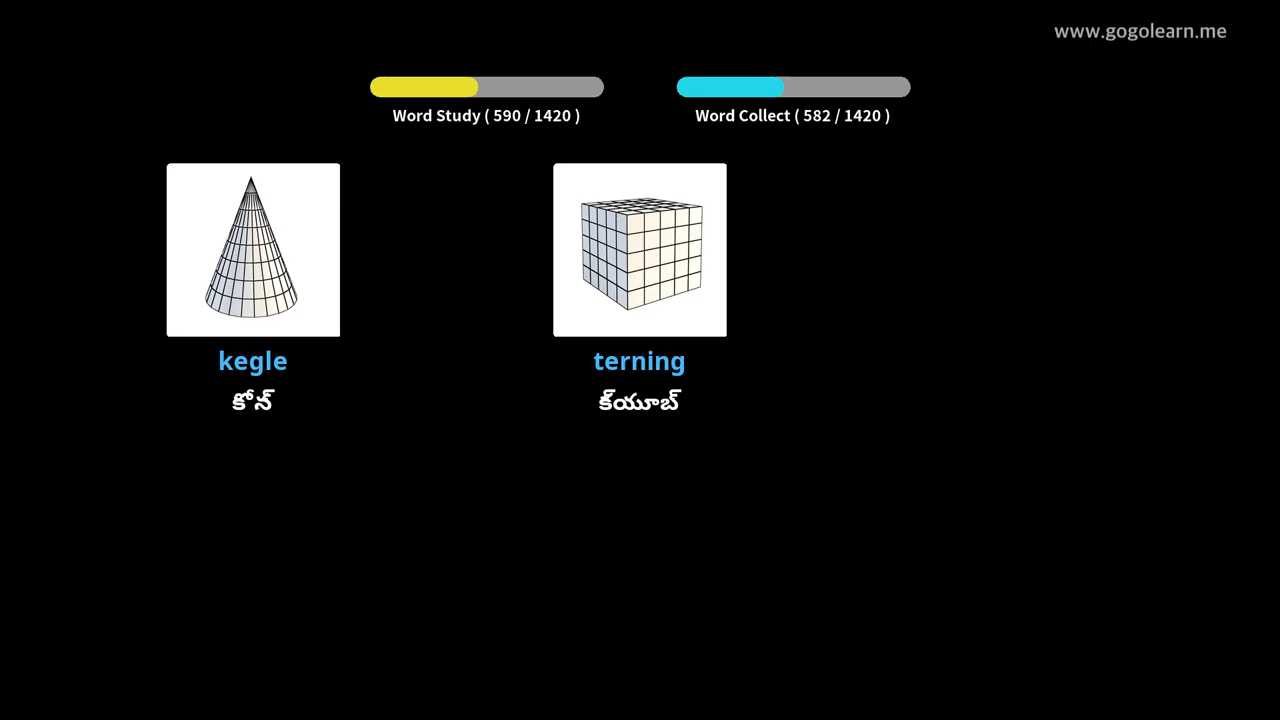 www.gogolearn.me
Word Study ( 590 / 1420 )
Word Collect ( 582 / 1420 )
kegle
terning
కోన్
క్యూబ్